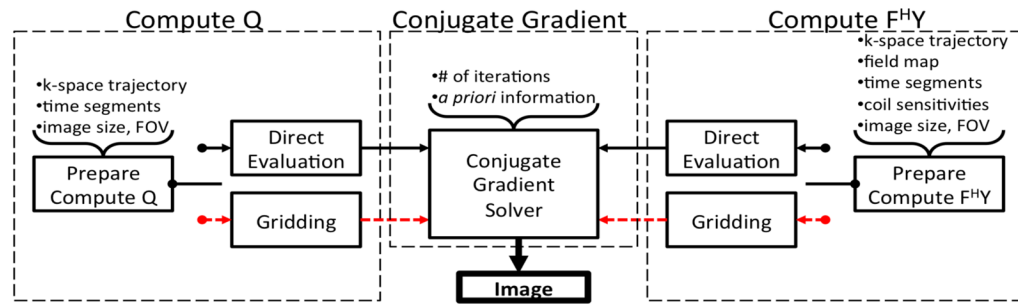 Compute Q
•k-space trajectory
•time segments
•image size, FOV
Prepare
Compute Q
Direct
Evaluation
Gridding
Conjugate Gradient
•# of iterations
•a priori information
Conjugate
Gradient
Solver
Image
Compute FᴴY
•k-space trajectory
•field map
•time segments
•coil sensitivities
•image size, FOV
Direct
Evaluation
Gridding
Prepare
Compute FᴴY